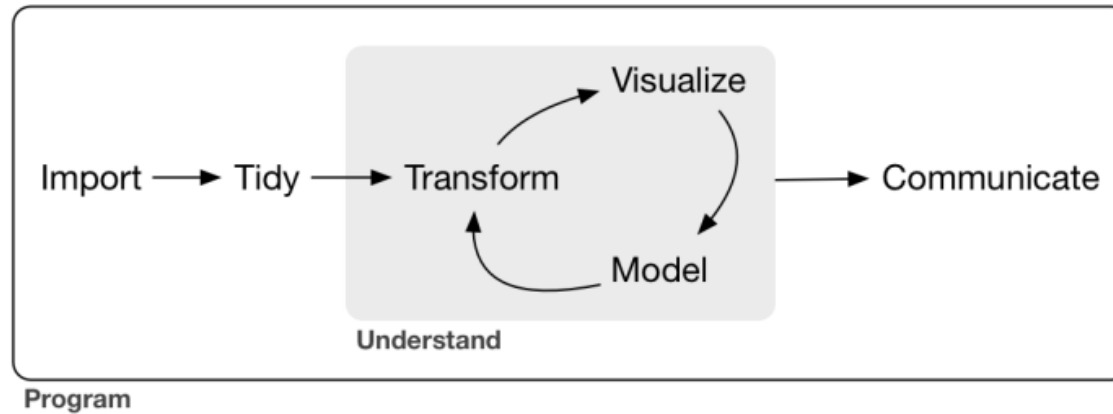 Visualize
Import Tidy Transform Communicate
Model
Understand
Program